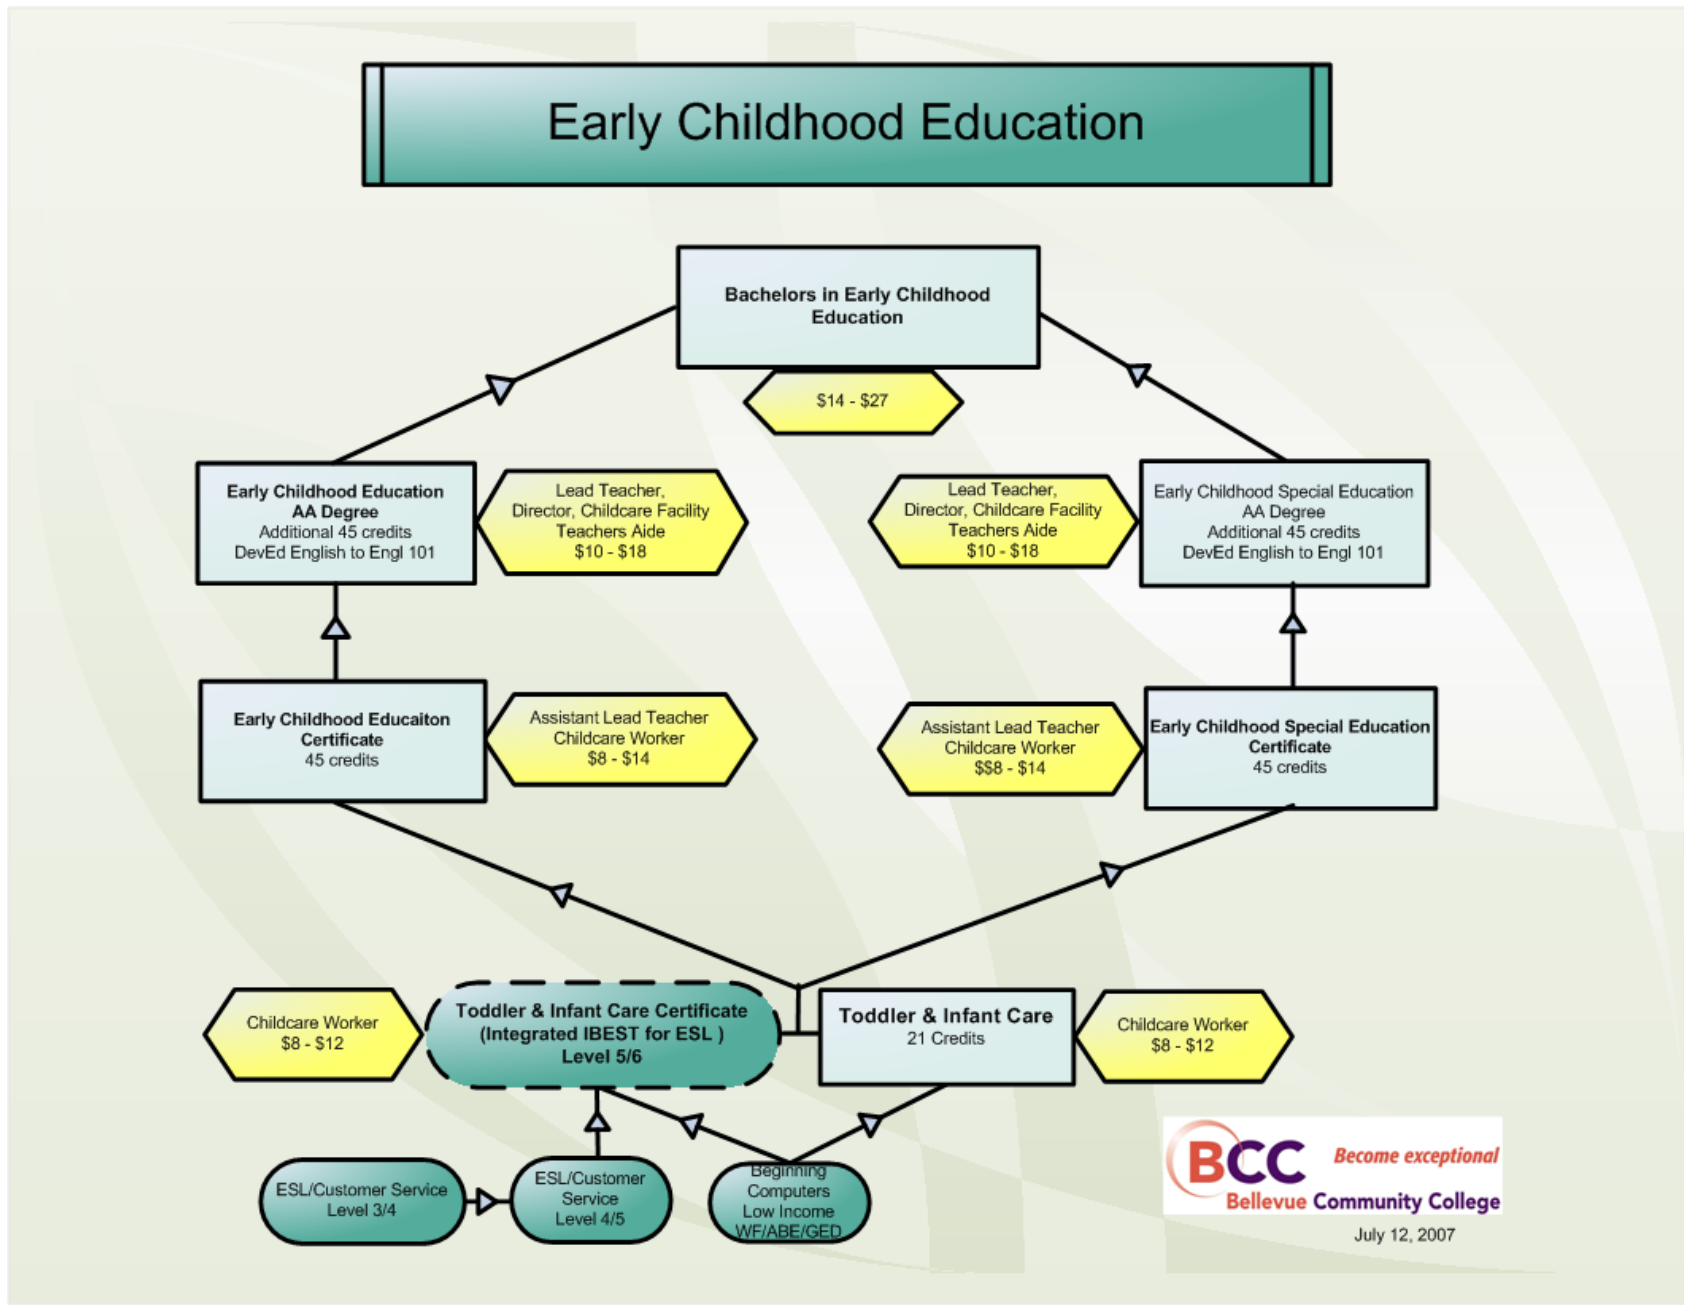 Early Childhood Education
Bachelors in Early Childhood
Education
$14 - $27
Early Childhood Education
AA Degree
Additional 45 credits
DevEd English to Engl 101
Lead Teacher,
Director, Childcare Facility
Teachers Aide
$10 - $18
Lead Teacher,
Director, Childcare Facility
Teachers Aide
$10 - $18
Early Childhood Special Education
AA Degree
Additional 45 credits
DevEd English to Engl 101
Early Childhood Educaiton
Certificate
45 credits
Assistant Lead Teacher
Childcare Worker
$8 - $14
Assistant Lead Teacher
Childcare Worker
$$8 - $14
Early Childhood Special Education
Certificate
45 credits
Childcare Worker
$8 - $12
Toddler & Infant Care Certificate
(Integrated IBEST for ESL )
Level 5/6
Toddler & Infant Care
21 Credits
Childcare Worker
$8 - $12
ESL/Customer Service
Level 3/4
ESL/Customer
Service
Level 4/5
Beginning
Computers
Low Income
WF/ABE/GED
BCC Become exceptional
Bellevue Community College
July 12, 2007